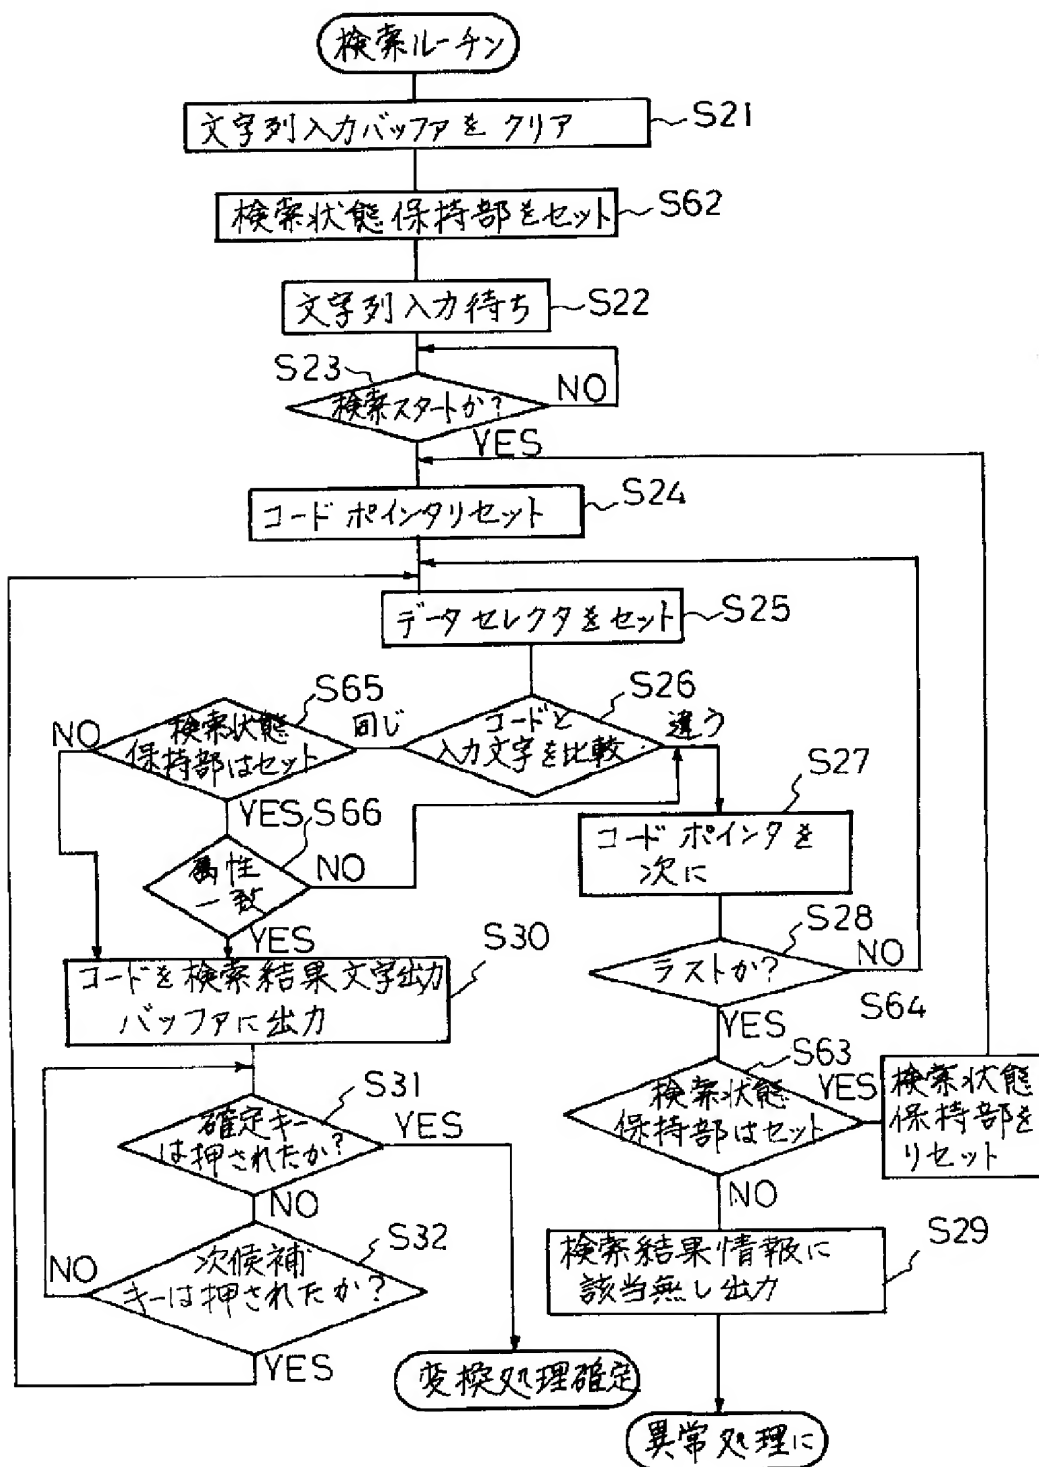 検索ルーチン
文字列入力バッファをクリア
S21
検索状態保持部をセット
S62
文字列入力待ち
S22
S23
検索スタートか?
NO
YES
コードポインタリセット
S24
データセレクタをセット
S25
S65
NO
検索状態
保持部はセット
同じ
YES
S26
コードと
入力文字を比較
違う
S66
属性
一致
NO
YES
S27
コードポインタを
次に
S28
ラストか?
NO
YES
S30
コードを検索結果文字出力
バッファに出力
S64
検索状態
保持部を
リセット
S63
検索状態
保持部はセット
YES
NO
S31
確定キー
は押されたか?
YES
NO
S32
次候補
キーは押されたか?
NO
YES
S29
検索結果情報に
該当無し出力
変換処理確定
異常処理に